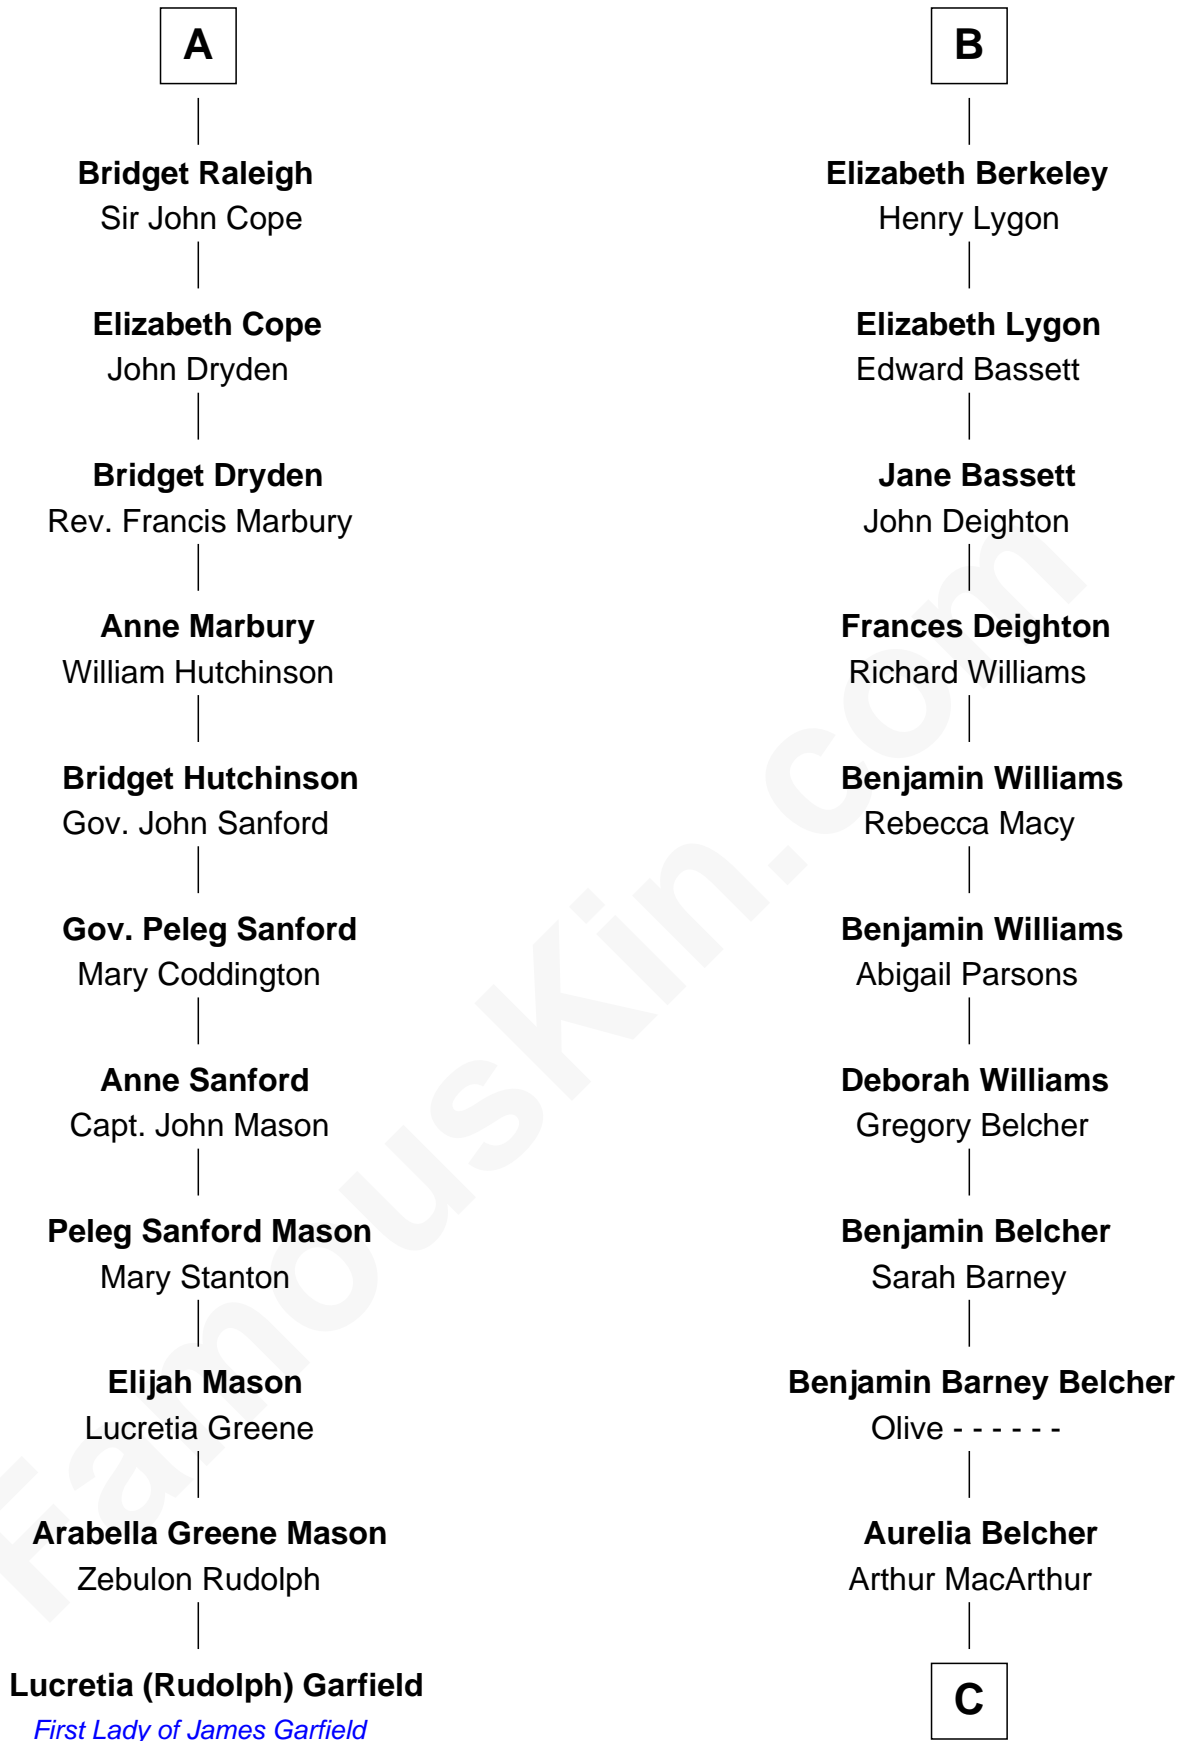 A
Bridget Raleigh
Sir John Cope
Elizabeth Cope
John Dryden
Bridget Dryden
Rev. Francis Marbury
Anne Marbury
William Hutchinson
Bridget Hutchinson
Gov. John Sanford
Gov. Peleg Sanford
Mary Coddington
Anne Sanford
Capt. John Mason
Peleg Sanford Mason
Mary Stanton
Elijah Mason
Lucretia Greene
Arabella Greene Mason
Zebulon Rudolph
Lucretia (Rudolph) Garfield
First Lady of James Garfield
B
Elizabeth Berkeley
Henry Lygon
Elizabeth Lygon
Edward Bassett
Jane Bassett
John Deighton
Frances Deighton
Richard Williams
Benjamin Williams
Rebecca Macy
Benjamin Williams
Abigail Parsons
Deborah Williams
Gregory Belcher
Benjamin Belcher
Sarah Barney
Benjamin Barney Belcher
Olive - - - - - -
Aurelia Belcher
Arthur MacArthur
C
FamousKin.com